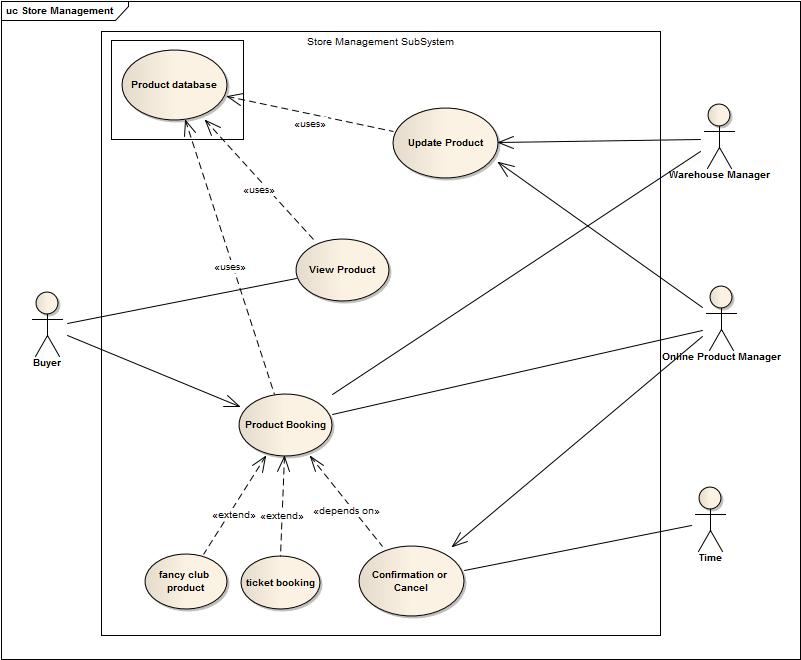 uc Store Management
Store Management SubSystem
Product database
«uses»
Update Product
Warehouse Manager
«uses»
«uses»
View Product
Buyer
Online Product Manager
Product Booking
«extend»
«extend»
«depends on»
Time
fancy club
product
ticket booking
Confirmation or
Cancel